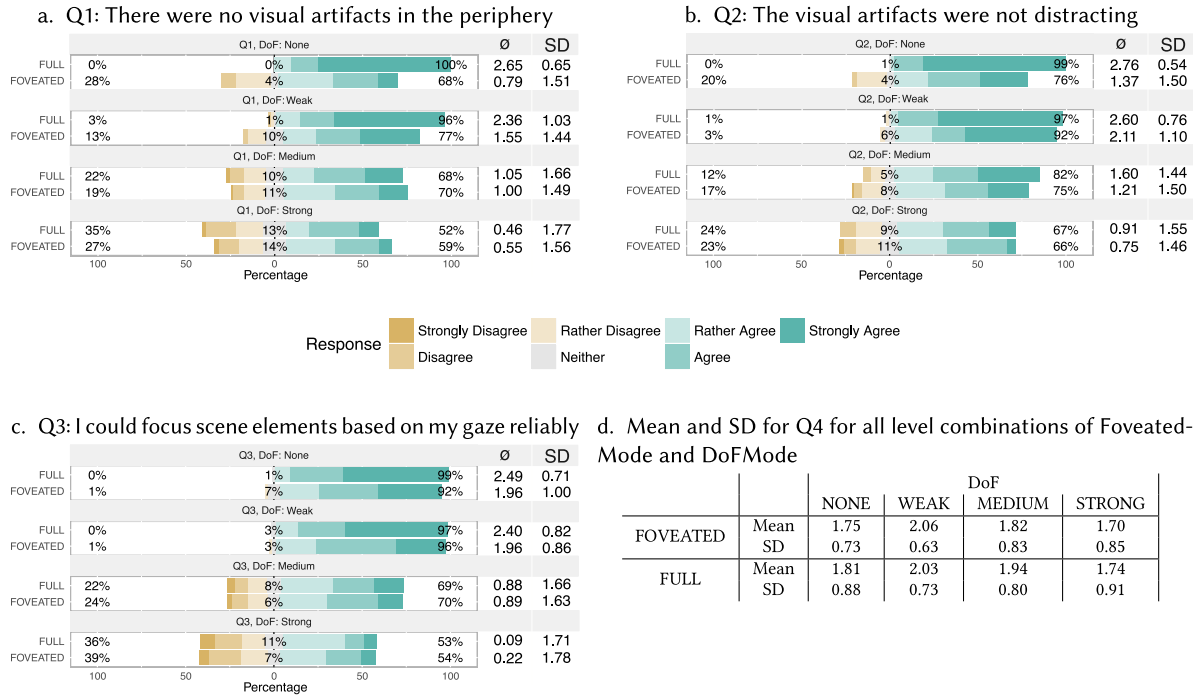 a. Q1: There were no visual artifacts in the periphery
Q1, DoF: None ø SD
FULL 0% 0% 100% 2.65 0.65
FOVEATED 28% 4% 68% 0.79 1.51
Q1, DoF: Weak
FULL 3% 1% 96% 2.36 1.03
FOVEATED 13% 10% 77% 1.55 1.44
Q1, DoF: Medium
FULL 22% 10% 68% 1.05 1.66
FOVEATED 19% 11% 70% 1.00 1.49
Q1, DoF: Strong
FULL 35% 13% 52% 0.46 1.77
FOVEATED 27% 14% 59% 0.55 1.56
100 50 0 50 100
Percentage
b. Q2: The visual artifacts were not distracting
Q2, DoF: None ø SD
FULL 0% 1% 99% 2.76 0.54
FOVEATED 20% 4% 76% 1.37 1.50
Q2, DoF: Weak
FULL 1% 1% 97% 2.60 0.76
FOVEATED 3% 6% 92% 2.11 1.10
Q2, DoF: Medium
FULL 12% 5% 82% 1.60 1.44
FOVEATED 17% 8% 75% 1.21 1.50
Q2, DoF: Strong
FULL 24% 9% 67% 0.91 1.55
FOVEATED 23% 11% 66% 0.75 1.46
100 50 0 50 100
Percentage
Response
Strongly Disagree Rather Disagree Rather Agree Strongly Agree
Disagree Neither Agree
c. Q3: I could focus scene elements based on my gaze reliably
Q3, DoF: None ø SD
FULL 0% 1% 99% 2.49 0.71
FOVEATED 1% 7% 92% 1.96 1.00
Q3, DoF: Weak
FULL 0% 3% 97% 2.40 0.82
FOVEATED 1% 3% 96% 1.96 0.86
Q3, DoF: Medium
FULL 22% 8% 69% 0.88 1.66
FOVEATED 24% 6% 70% 0.89 1.63
Q3, DoF: Strong
FULL 36% 11% 53% 0.09 1.71
FOVEATED 39% 7% 54% 0.22 1.78
100 50 0 50 100
Percentage
d. Mean and SD for Q4 for all level combinations of Foveated-
Mode and DoFMode
DoF
NONE WEAK MEDIUM STRONG
FOVEATED Mean 1.75 2.06 1.82 1.70
SD 0.73 0.63 0.83 0.85
FULL Mean 1.81 2.03 1.94 1.74
SD 0.88 0.73 0.80 0.91